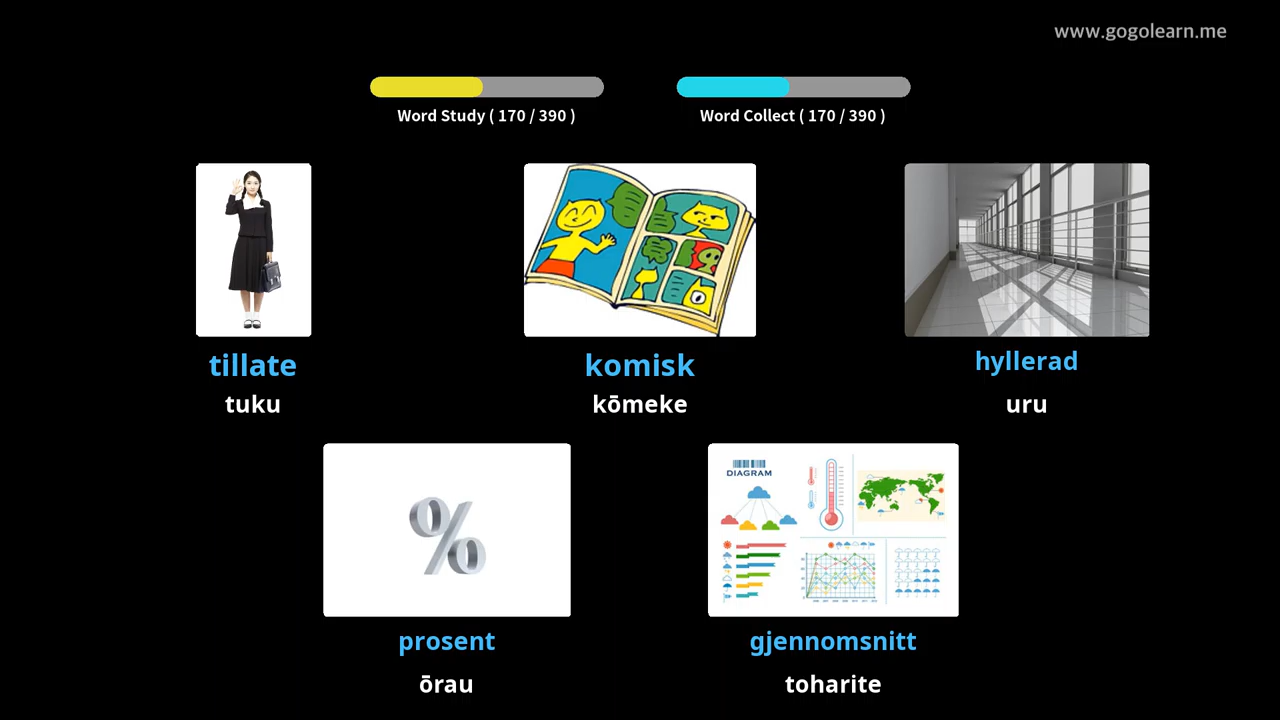 www.gogolearn.me
Word Study ( 170 / 390 )
Word Collect ( 170 / 390 )
tillate
tuku
komisk
kōmeke
hyllerad
uru
DIAGRAM
prosent
%
ōrau
gjennomsnitt
toharite